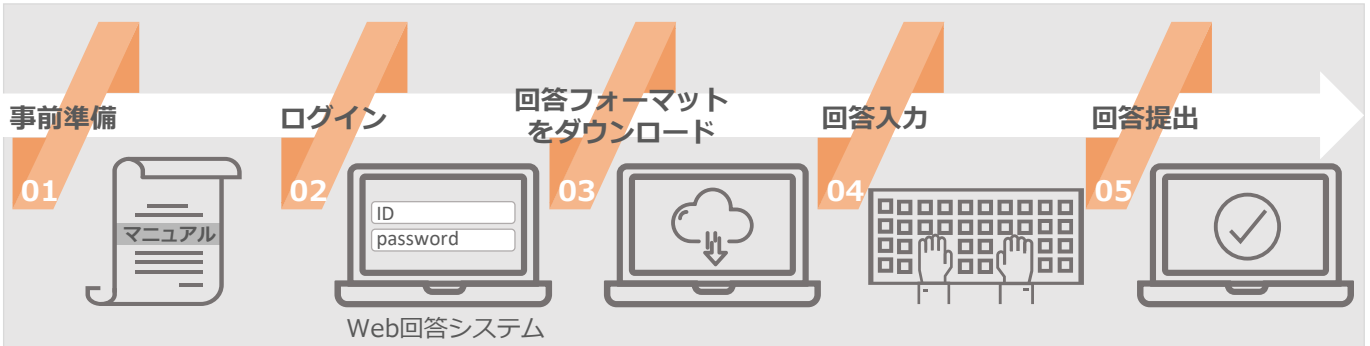 事前準備
01
マニュアル
ログイン
02
ID
password
Web回答システム
回答フォーマット
をダウンロード
03
回答入力
04
回答提出
05